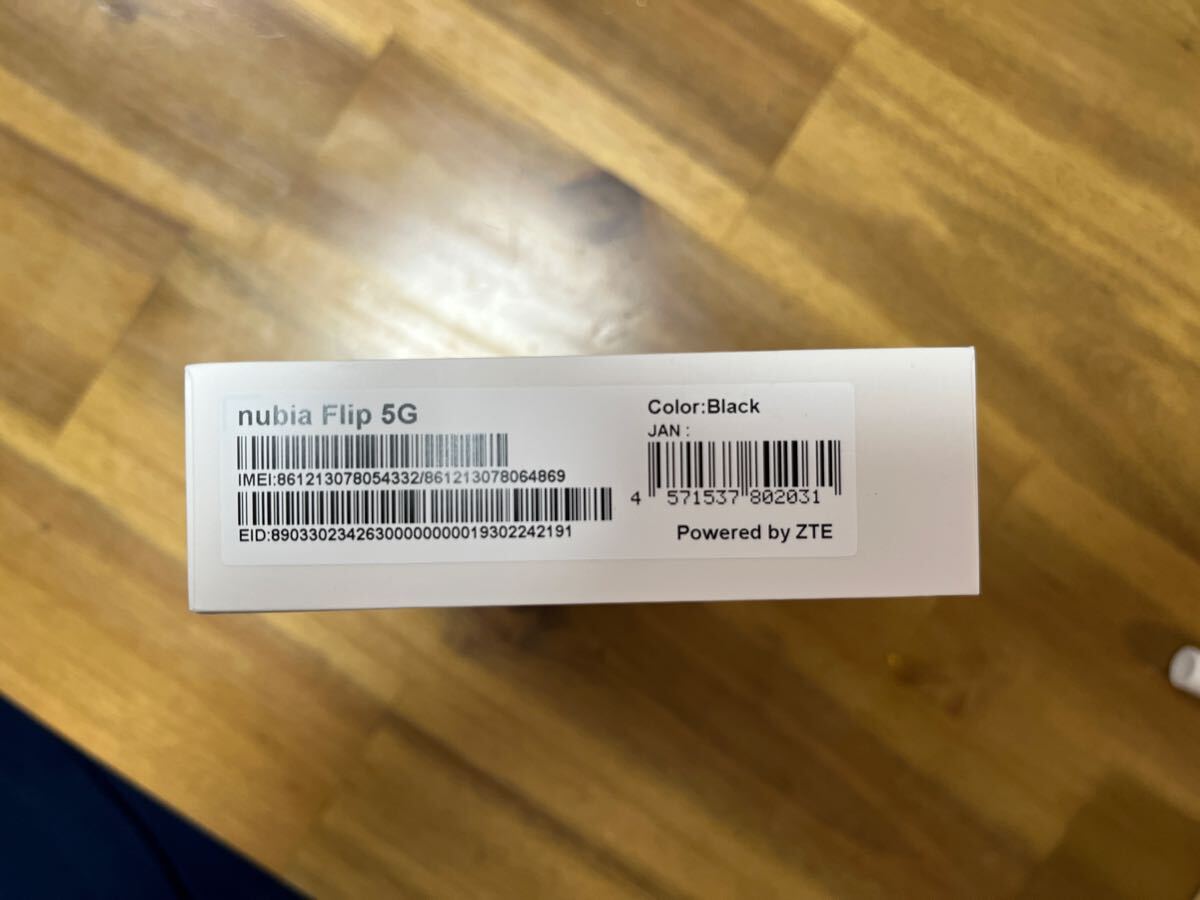 nubia Flip 5G
IMEI:861213078054332/861213078064869
EID:89033023426300000000019302242191
Color:Black
JAN :
4 571537 802031
Powered by ZTE